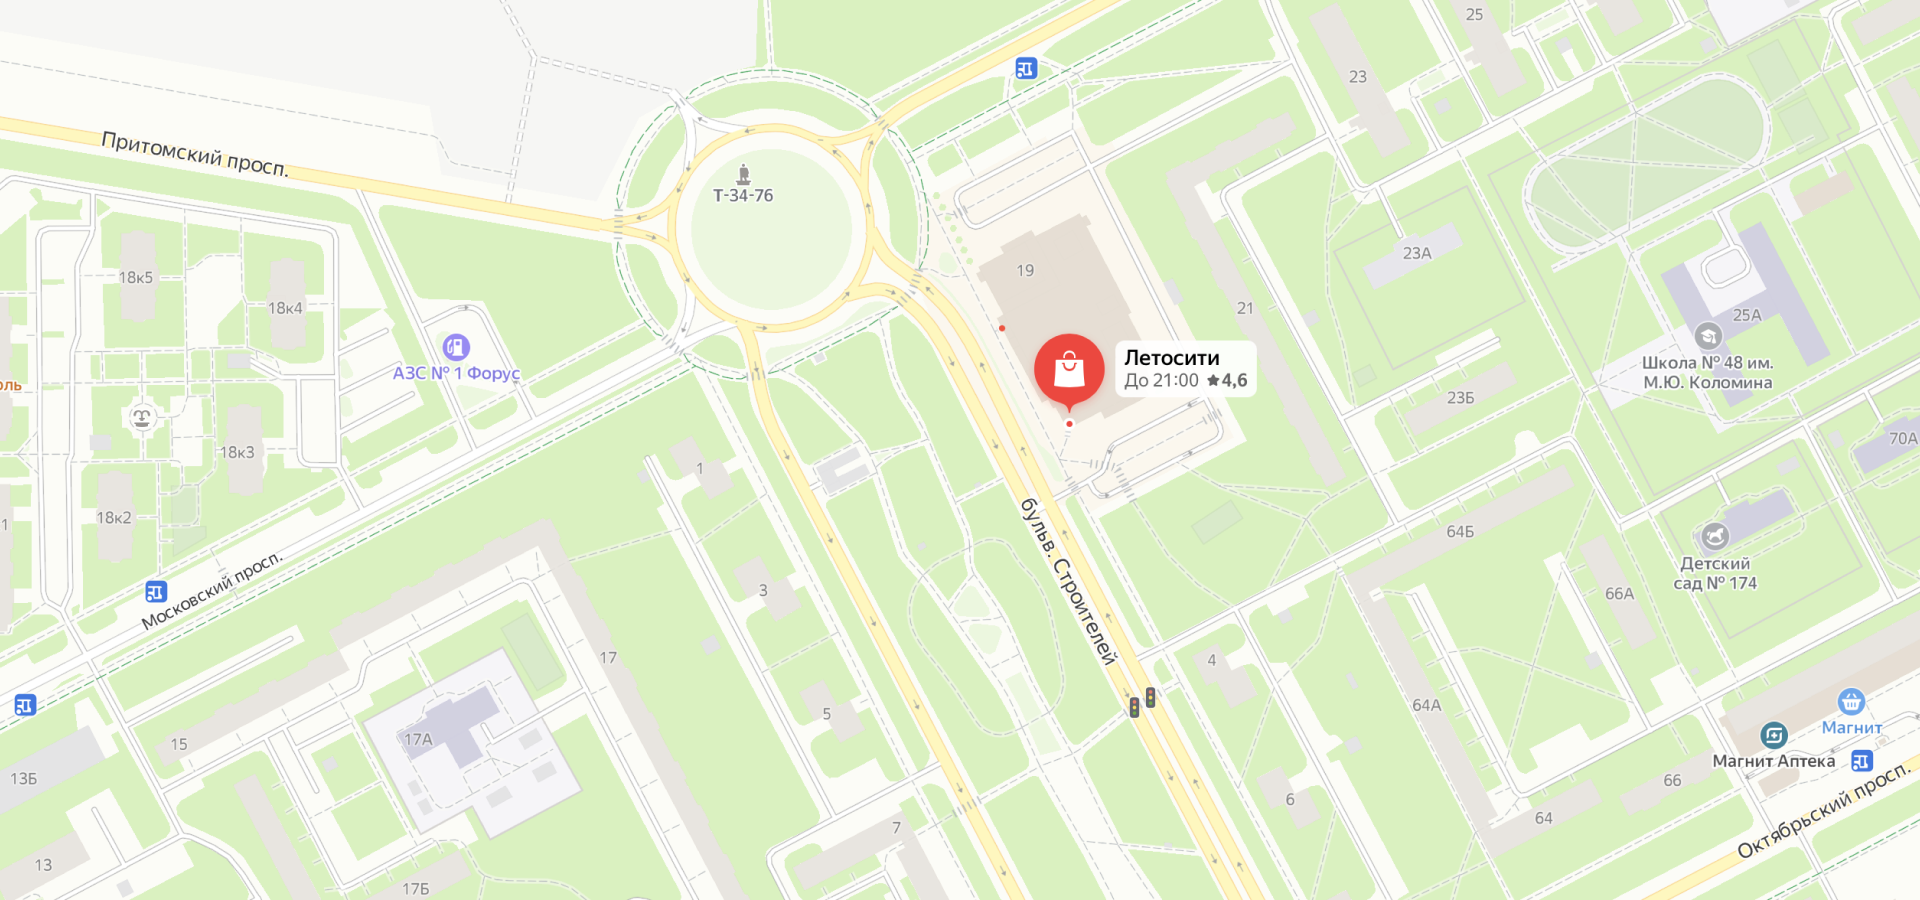 25
23
Притомский просп.
Т-34-76
18к5
18к4
19
23А
21
25А
Школа № 48 им.
М.Ю. Коломина
АЗС № 1 Форус
Летосити
До 21:00 ★4,6
23Б
70А
18к3
1
18к2
1
бульв. Строителей
64Б
Детский
сад № 174
66А
Московский просп.
3
17
4
5
64А
15
17А
13Б
Магнит
Магнит Аптека
66
6
64
Октябрьский просп.
7
13
17Б